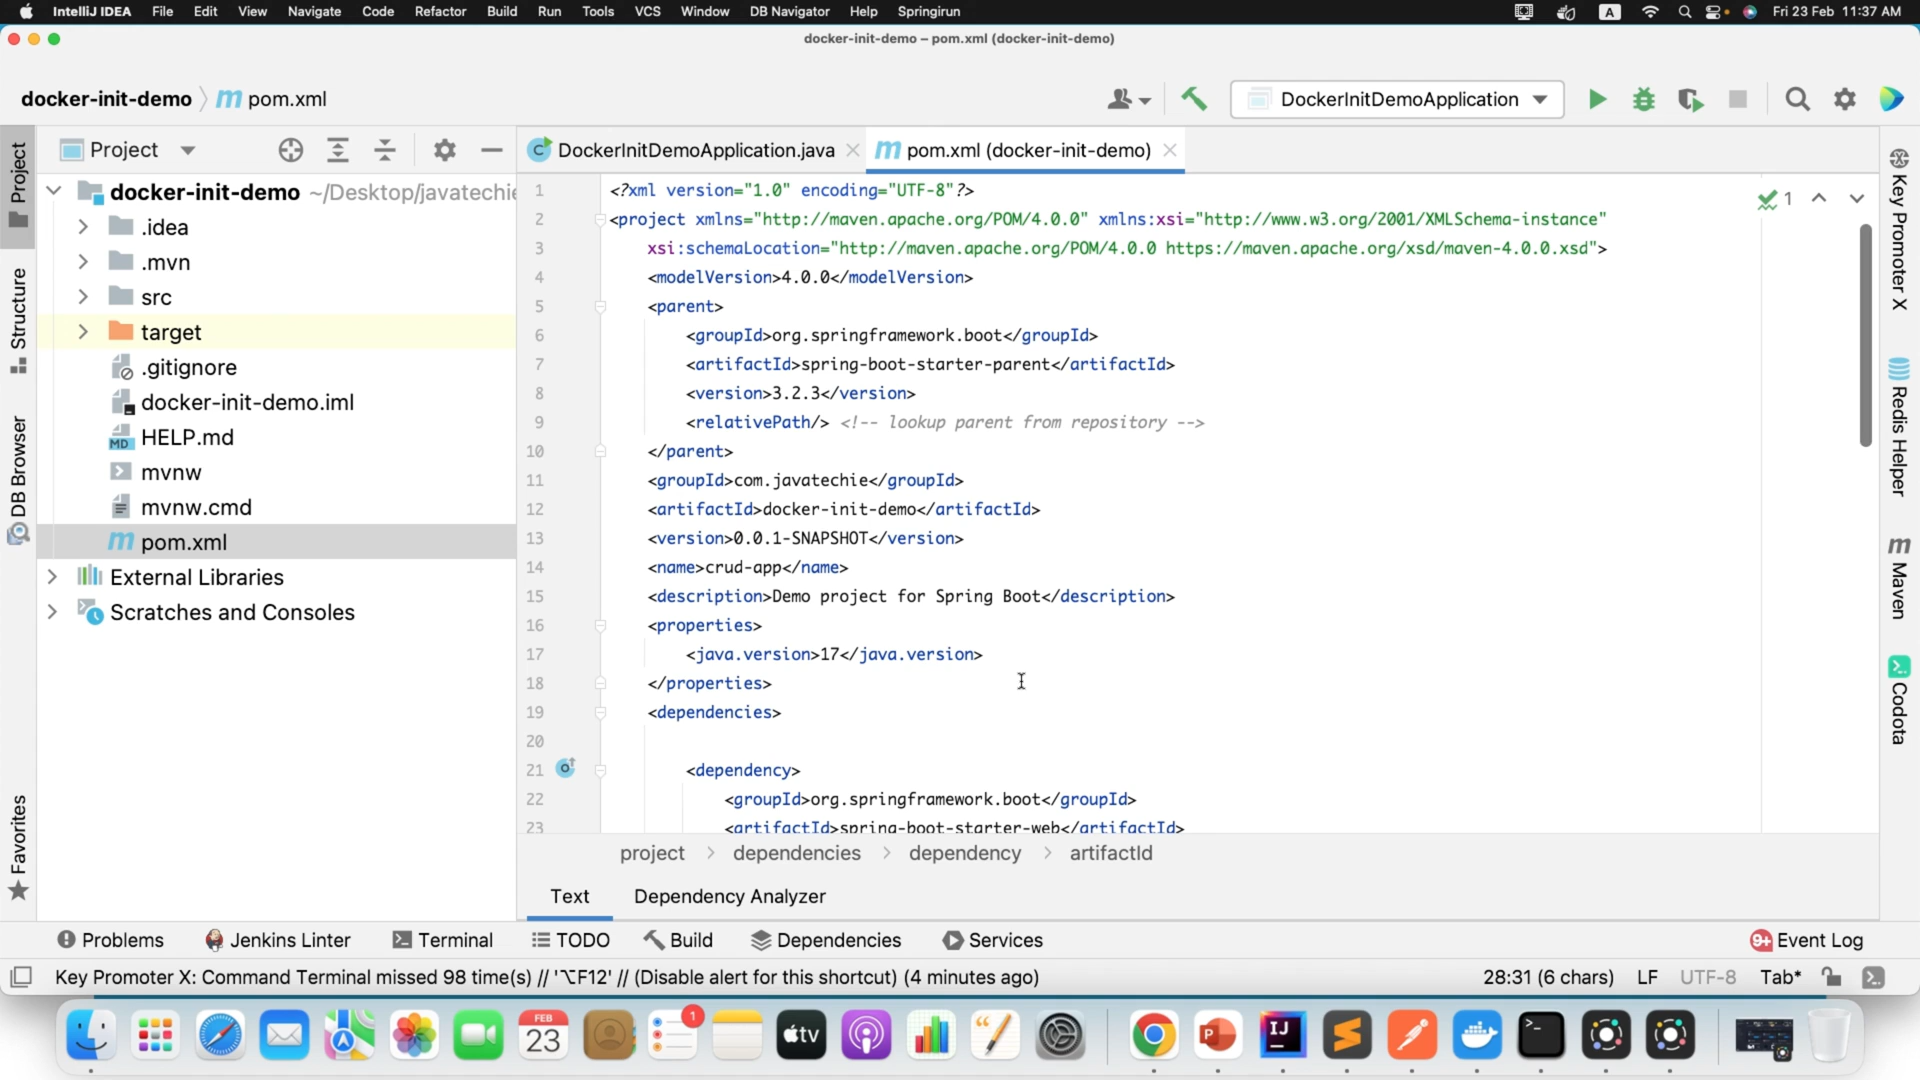 IntelliJ IDEA File Edit View Navigate Code Refactor Build Run Tools VCS Window DB Navigator Help Springirun A Fri 23 Feb 11:37 AM
docker-init-demo – pom.xml (docker-init-demo)
docker-init-demo pom.xml DockerInitDemoApplication
Project
DockerInitDemoApplication.java pom.xml (docker-init-demo)
docker-init-demo ~/Desktop/javatechie
.idea
.mvn
src
target
.gitignore
docker-init-demo.iml
HELP.md
mvnw
mvnw.cmd
pom.xml
External Libraries
Scratches and Consoles
Project
Structure
DB Browser
Favorites
1 <?xml version="1.0" encoding="UTF-8"?>
2 <project xmlns="http://maven.apache.org/POM/4.0.0" xmlns:xsi="http://www.w3.org/2001/XMLSchema-instance"
3 xsi:schemaLocation="http://maven.apache.org/POM/4.0.0 https://maven.apache.org/xsd/maven-4.0.0.xsd">
4 <modelVersion>4.0.0</modelVersion>
5 <parent>
6 <groupId>org.springframework.boot</groupId>
7 <artifactId>spring-boot-starter-parent</artifactId>
8 <version>3.2.3</version>
9 <relativePath/> <!-- lookup parent from repository -->
10 </parent>
11 <groupId>com.javatechie</groupId>
12 <artifactId>docker-init-demo</artifactId>
13 <version>0.0.1-SNAPSHOT</version>
14 <name>crud-app</name>
15 <description>Demo project for Spring Boot</description>
16 <properties>
17 <java.version>17</java.version>
18 </properties>
19 <dependencies>
20
21 <dependency>
22 <groupId>org.springframework.boot</groupId>
23 <artifactId>spring-boot-starter-web</artifactId>
1
Key Promoter X
Redis Helper
Maven
Codota
project > dependencies > dependency > artifactId
Text Dependency Analyzer
Problems Jenkins Linter Terminal TODO Build Dependencies Services 9+ Event Log
Key Promoter X: Command Terminal missed 98 time(s) // '⌥F12' // (Disable alert for this shortcut) (4 minutes ago) 28:31 (6 chars) LF UTF-8 Tab*
FEB
23
1
tv
IJ